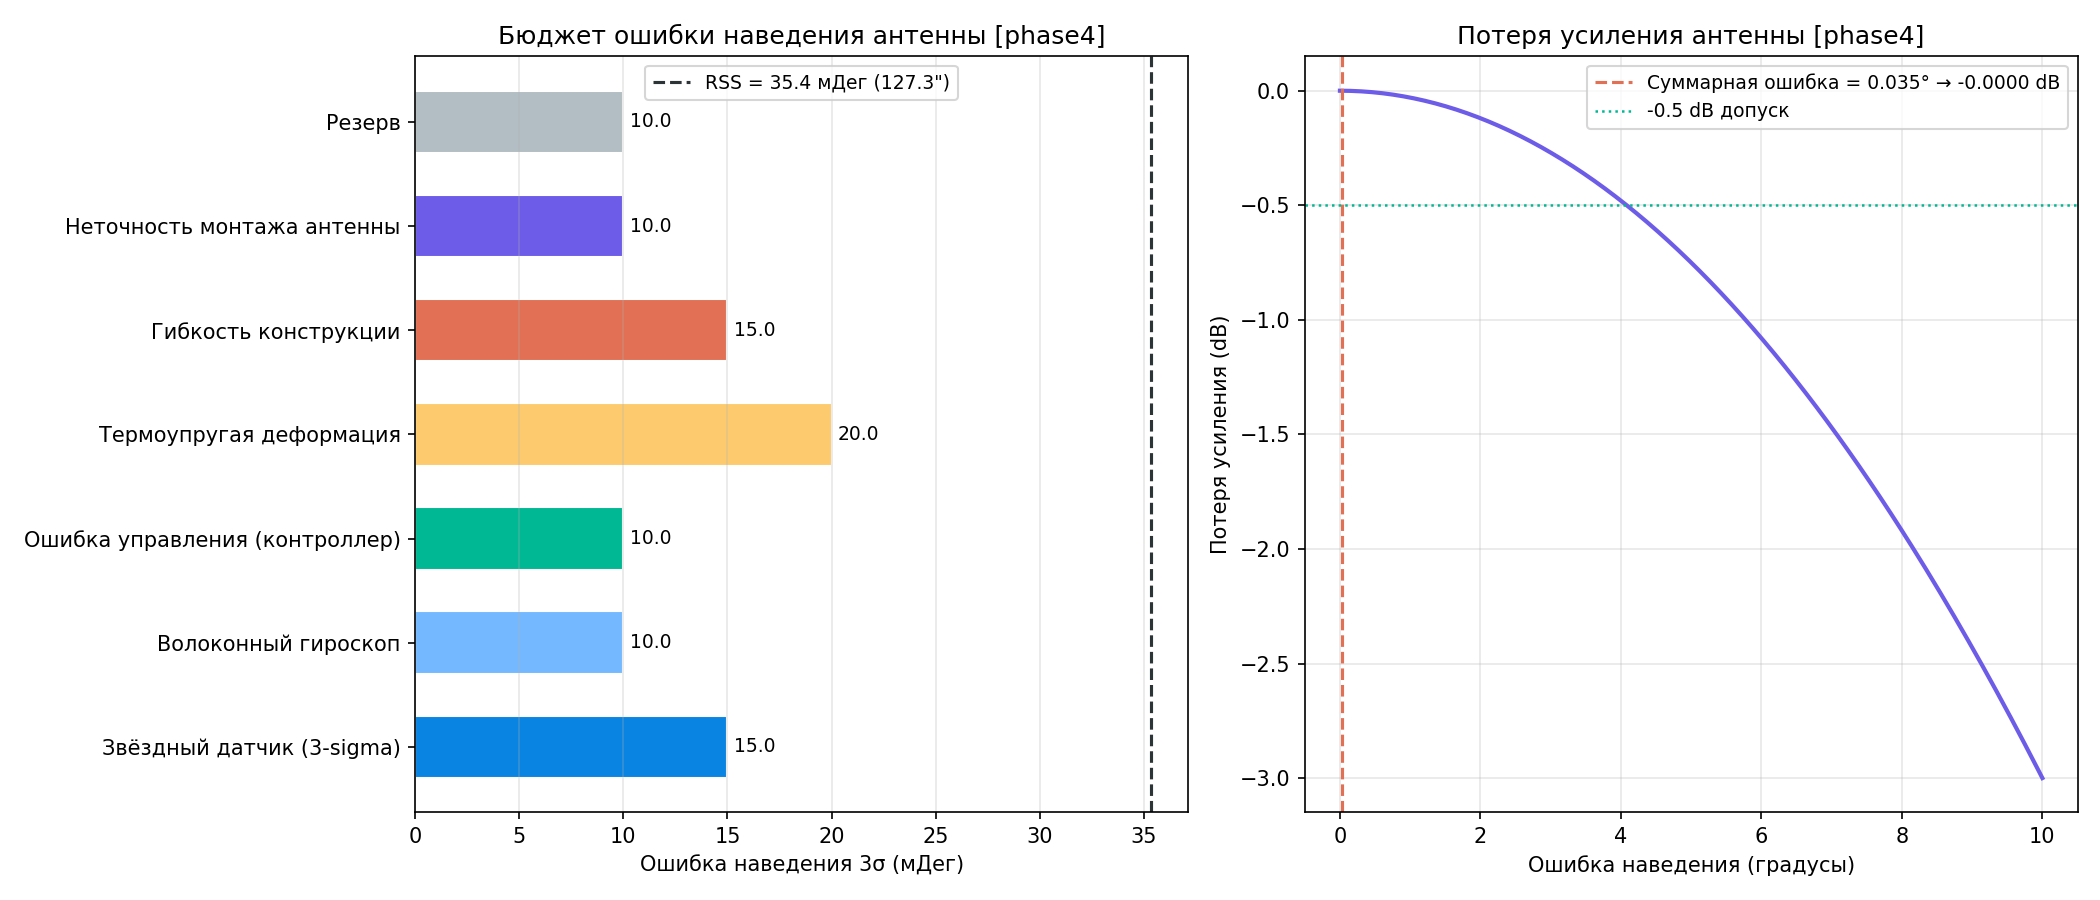 Бюджет ошибки наведения антенны [phase4]
RSS = 35.4 мДег (127.3")
Резерв
10.0
Неточность монтажа антенны
10.0
Гибкость конструкции
15.0
Термоупругая деформация
20.0
Ошибка управления (контроллер)
10.0
Волоконный гироскоп
10.0
Звёздный датчик (3-sigma)
15.0
0 5 10 15 20 25 30 35
Ошибка наведения 3σ (мДег)
Потеря усиления антенны [phase4]
Суммарная ошибка = 0.035° → -0.0000 dB
-0.5 dB допуск
Потеря усиления (dB)
0.0
−0.5
−1.0
−1.5
−2.0
−2.5
−3.0
0 2 4 6 8 10
Ошибка наведения (градусы)